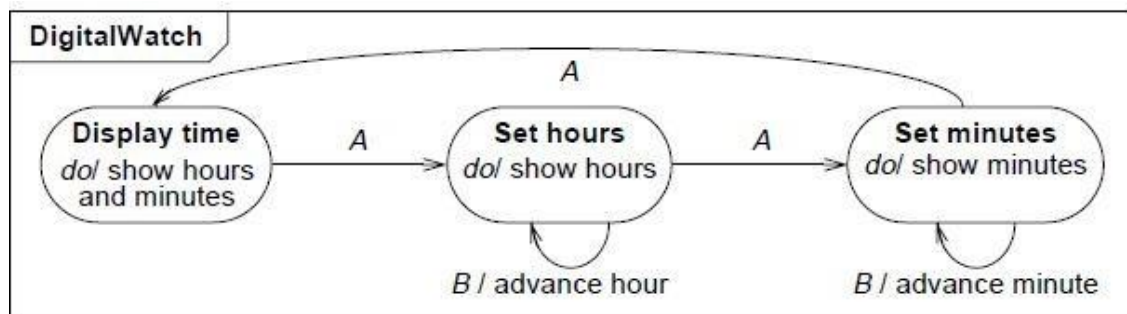 DigitalWatch
A
Display time
do/ show hours
and minutes
A
Set hours
do/ show hours
A
Set minutes
do/ show minutes
B / advance hour
B / advance minute